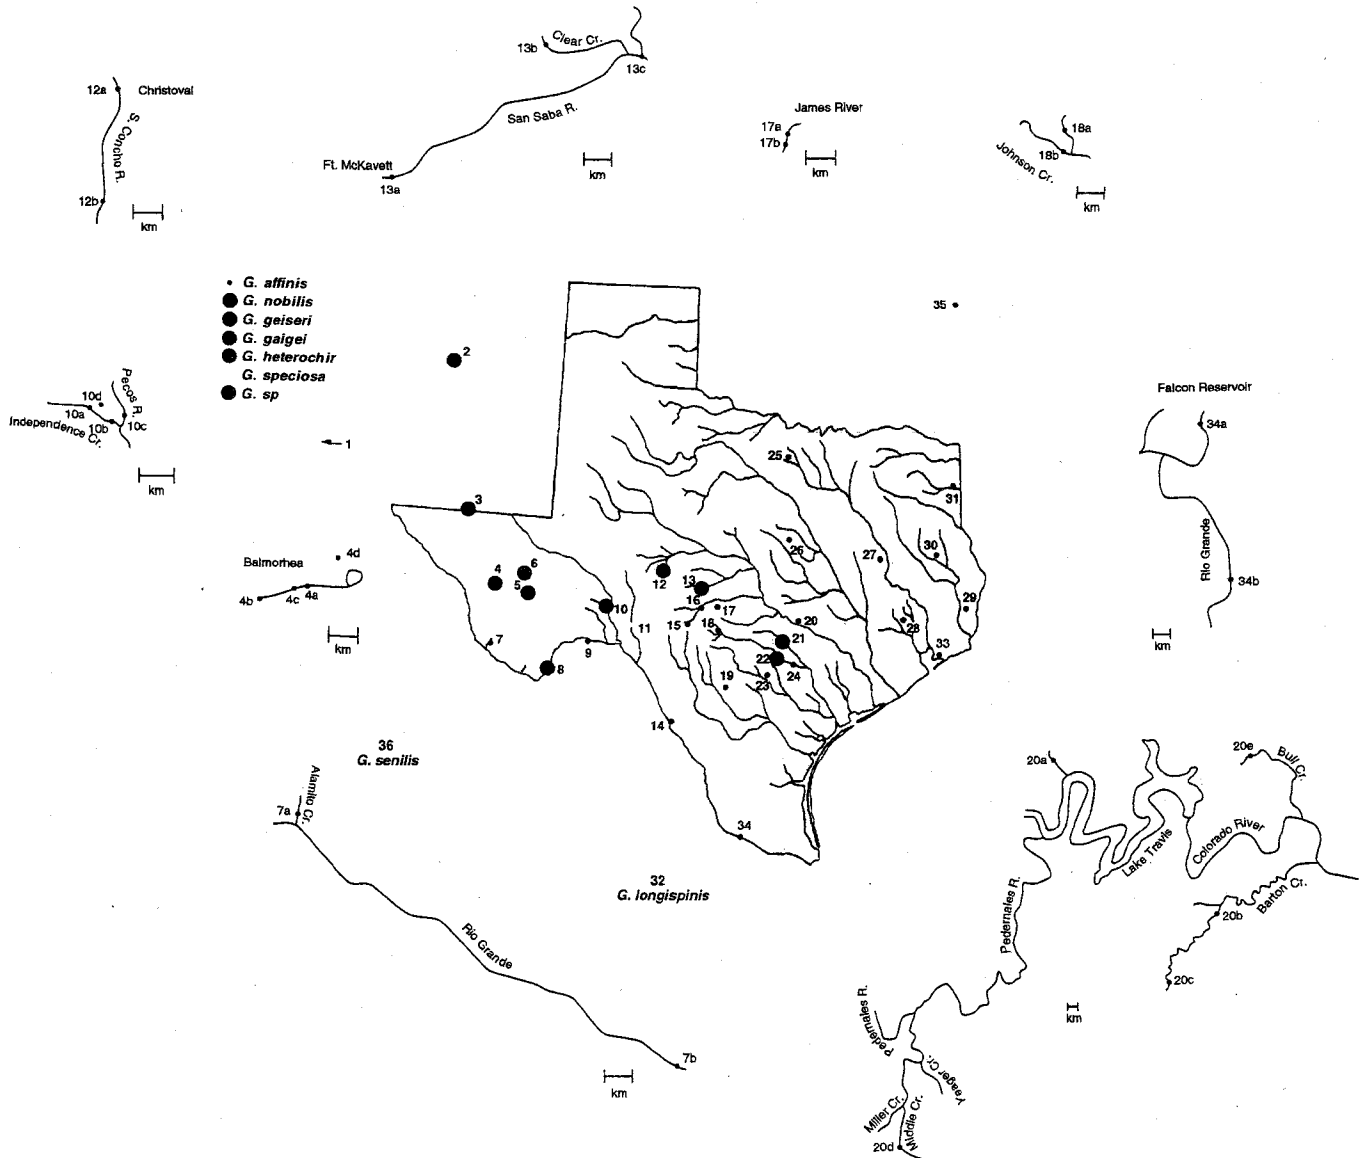 13b
Clear Cr.
13c
San Saba R.
Ft. McKavett
13a
km
12a
Christoval
S. Concho R.
12b
km
James River
17a
17b
km
18a
18b
Johnson Cr.
km
G. affinis
G. nobilis
G. geiseri
G. gaigei
G. heterochir
G. speciosa
G. sp
Pecos R.
10d
10a
10b
10c
Independence Cr.
km
Balmorhea
4d
4b
4c
4a
km
1
2
3
4
5
6
7
8
9
10
11
12
13
14
15
16
17
18
19
20
21
22
23
24
25
26
27
28
29
30
31
33
34
35
Falcon Reservoir
34a
Rio Grande
34b
km
36
G. senilis
32
G. longispinis
7a
Alamito Cr.
Rio Grande
7b
km
20a
20e
Bull Cr.
Lake Travis
Colorado River
Barton Cr.
20b
20c
km
Pedernales R.
Pedernales R.
Yeager Cr.
Miller Cr.
Middle Cr.
20d